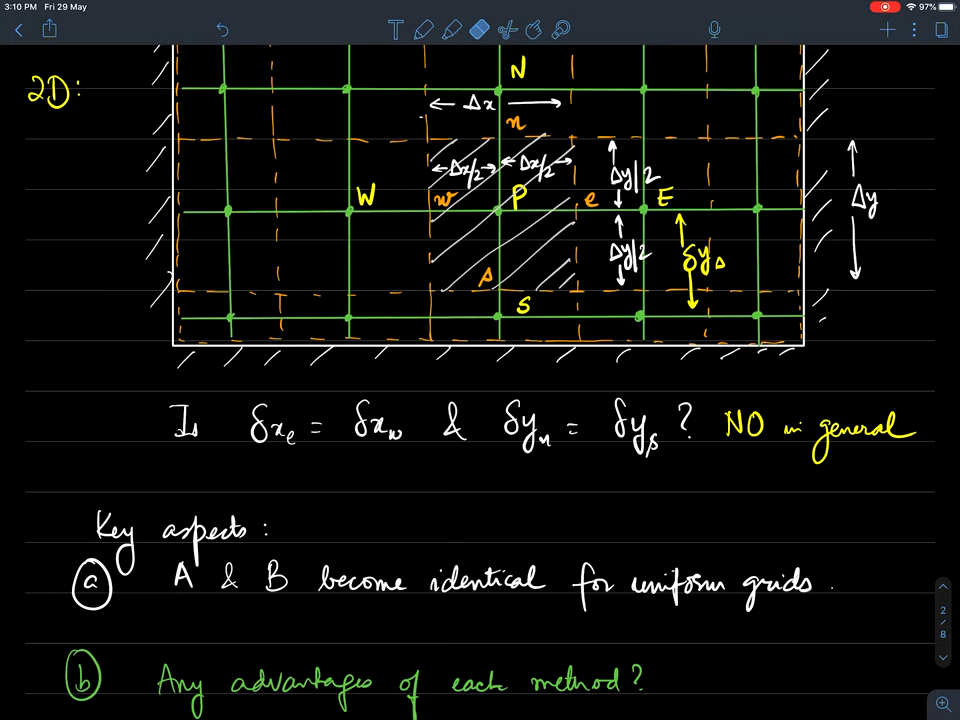 3:10 PM Fri 29 May
97%
2D:
N
← Δx →
n
Δx/2
Δx/2
Δy/2
W
w
P
e
E
Δy
Δy/2
δys
s
S
Is δxe = δxw & δyn = δys ? NO in general
Key aspects:
a A & B become identical for uniform grids.
2
/
8
b Any advantages of each method?